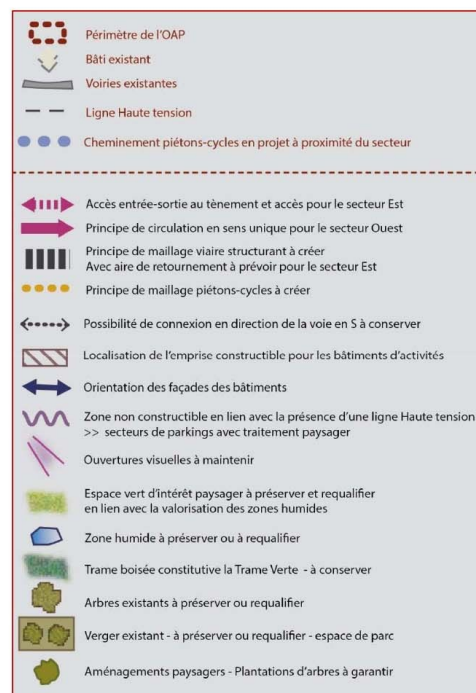 Périmètre de l'OAP
Bâti existant
Voiries existantes
Ligne Haute tension
Cheminement piétons-cycles en projet à proximité du secteur
Accès entrée-sortie au tènement et accès pour le secteur Est
Principe de circulation en sens unique pour le secteur Ouest
Principe de maillage viaire structurant à créer
Avec aire de retournement à prévoir pour le secteur Est
Principe de maillage piétons-cycles à créer
Possibilité de connexion en direction de la voie en S à conserver
Localisation de l'emprise constructible pour les bâtiments d'activités
Orientation des façades des bâtiments
Zone non constructible en lien avec la présence d'une ligne Haute tension
>> secteurs de parkings avec traitement paysager
Ouvertures visuelles à maintenir
Espace vert d'intérêt paysager à préserver et requalifier
en lien avec la valorisation des zones humides
Zone humide à préserver ou à requalifier
Trame boisée constitutive la Trame Verte - à conserver
Arbres existants à préserver ou requalifier
Verger existant - à préserver ou requalifier - espace de parc
Aménagements paysagers - Plantations d'arbres à garantir